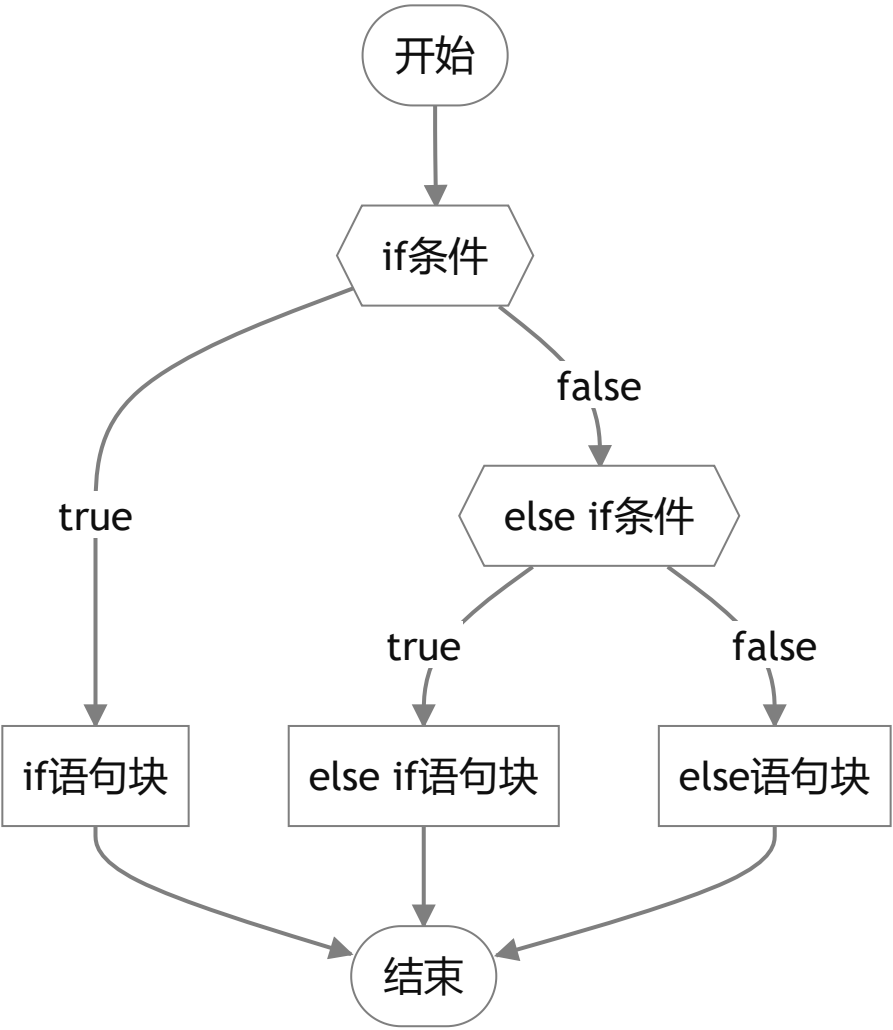 开始
if条件
false
true
else if条件
true
false
if语句块
else if语句块
else语句块
结束